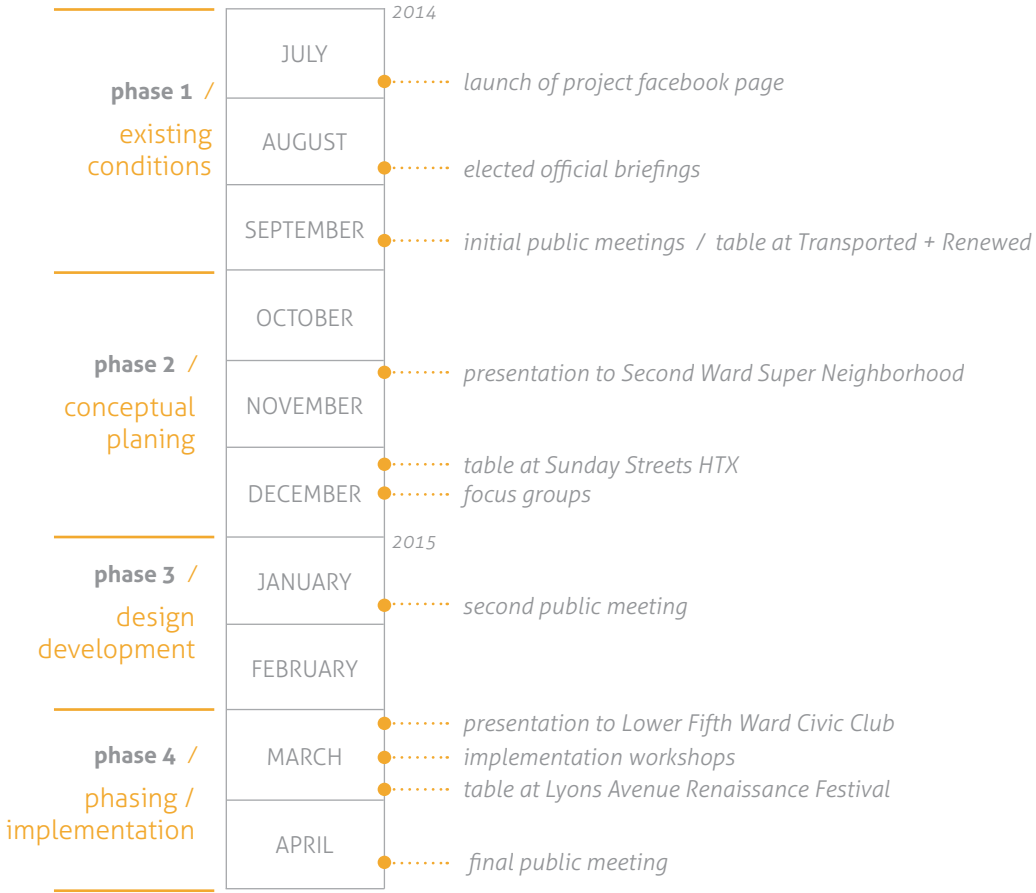 2014
JULY
launch of project facebook page
phase 1 /
existing
conditions
AUGUST
elected official briefings
SEPTEMBER
initial public meetings / table at Transported + Renewed
OCTOBER
phase 2 /
conceptual
planing
presentation to Second Ward Super Neighborhood
NOVEMBER
table at Sunday Streets HTX
DECEMBER
focus groups
2015
phase 3 /
design
development
JANUARY
second public meeting
FEBRUARY
presentation to Lower Fifth Ward Civic Club
phase 4 /
phasing /
implementation
MARCH
implementation workshops
table at Lyons Avenue Renaissance Festival
APRIL
final public meeting